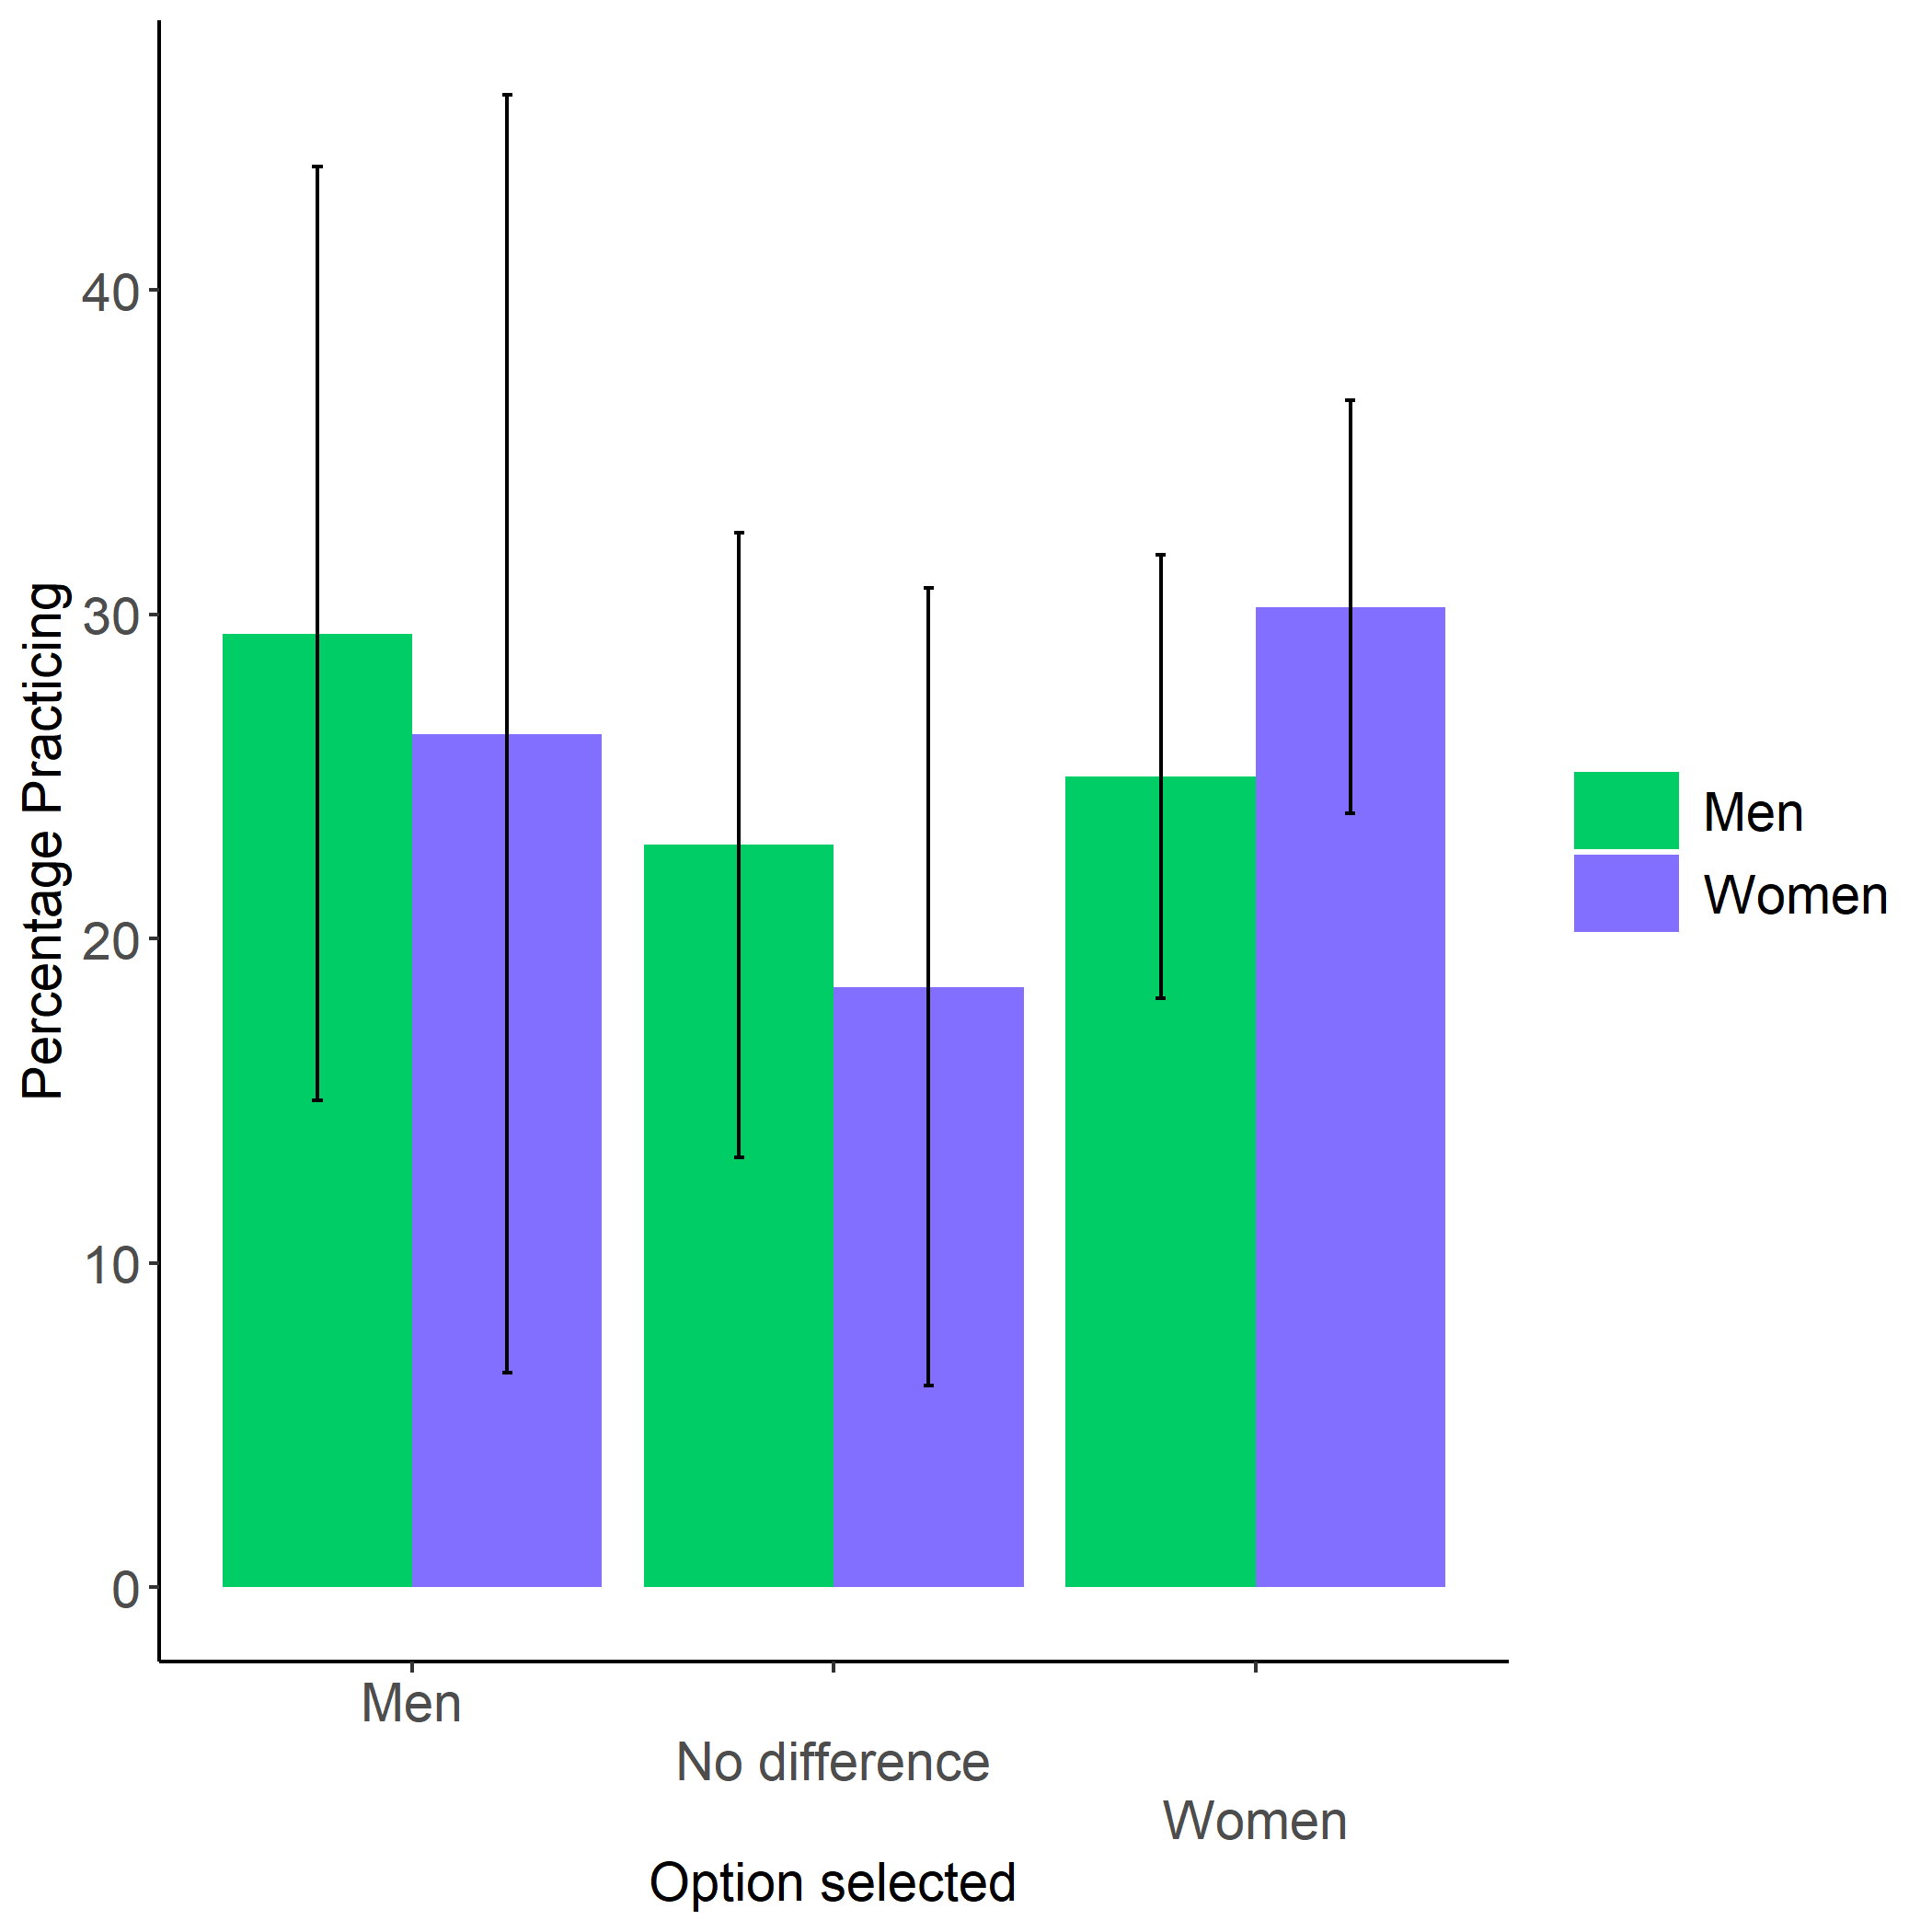 Percentage Practicing
40
30
20
10
0
Men
No difference
Women
Option selected
Men
Women